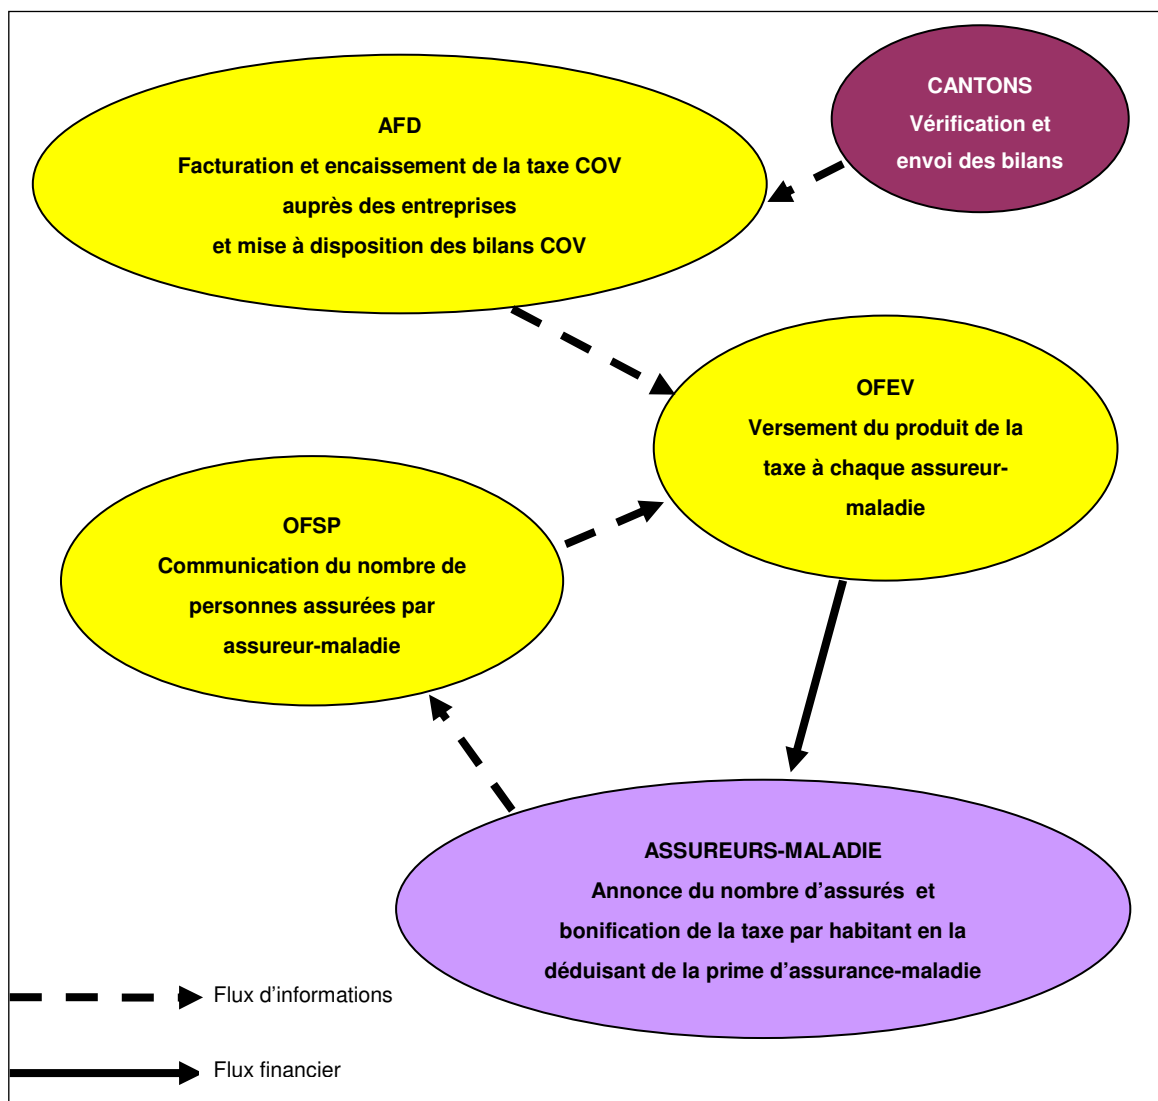 CANTONS
Vérification et
envoi des bilans
AFD
Facturation et encaissement de la taxe COV
auprès des entreprises
et mise à disposition des bilans COV
OFEV
Versement du produit de la
taxe à chaque assureur-
maladie
OFSP
Communication du nombre de
personnes assurées par
assureur-maladie
ASSUREURS-MALADIE
Annonce du nombre d’assurés et
bonification de la taxe par habitant en la
déduisant de la prime d’assurance-maladie
Flux d’informations
Flux financier